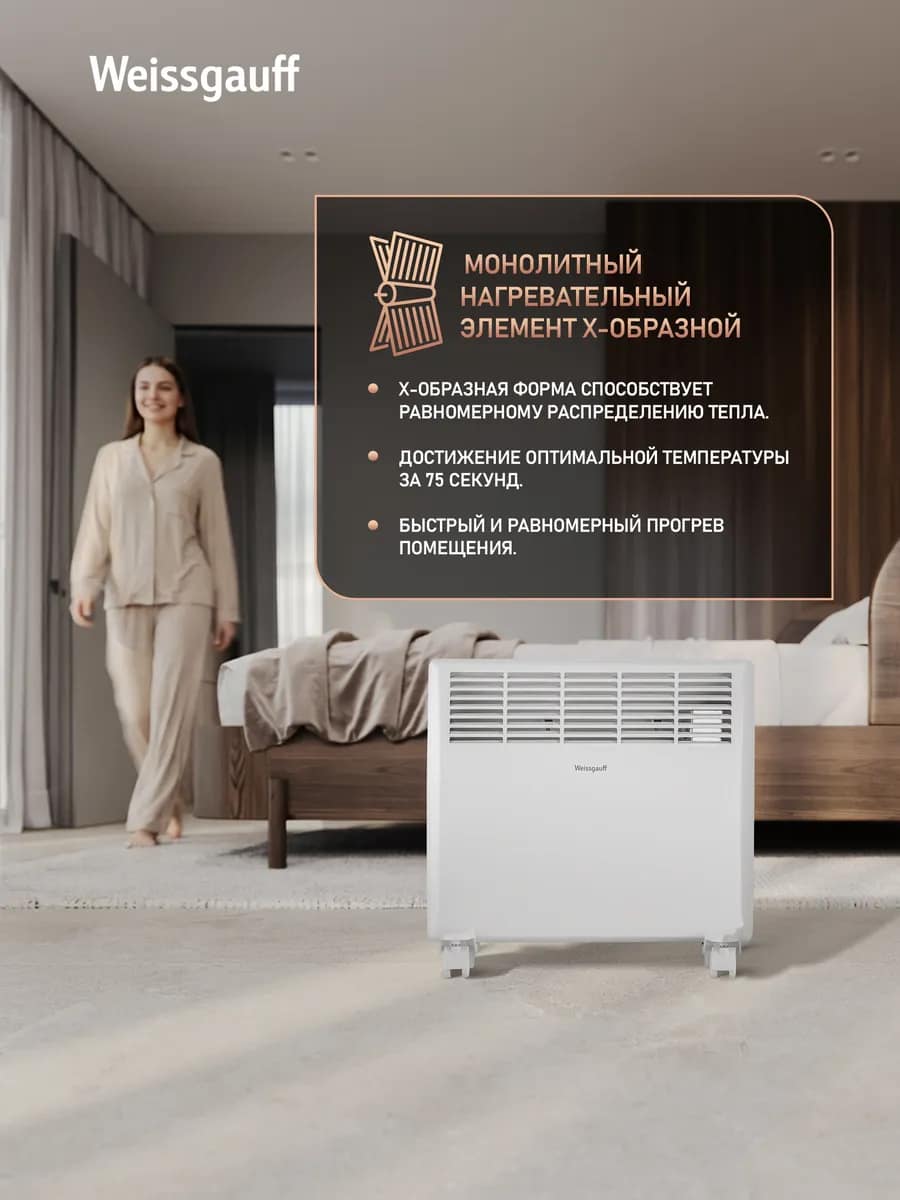 Weissgauff
МОНОЛИТНЫЙ
НАГРЕВАТЕЛЬНЫЙ
ЭЛЕМЕНТ Х-ОБРАЗНОЙ
Х-ОБРАЗНАЯ ФОРМА СПОСОБСТВУЕТ
РАВНОМЕРНОМУ РАСПРЕДЕЛЕНИЮ ТЕПЛА.
ДОСТИЖЕНИЕ ОПТИМАЛЬНОЙ ТЕМПЕРАТУРЫ
ЗА 75 СЕКУНД.
БЫСТРЫЙ И РАВНОМЕРНЫЙ ПРОГРЕВ
ПОМЕЩЕНИЯ.
Weissgauff